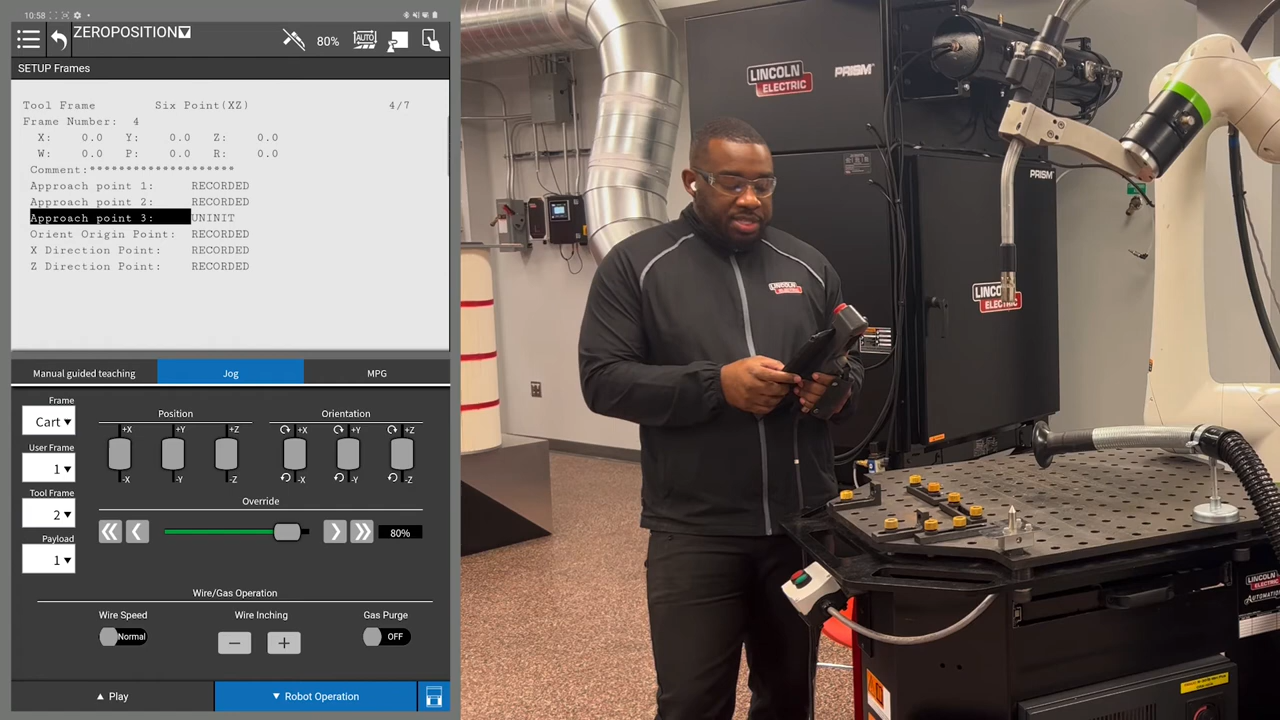 10:58
ZEROPOSITION
80%
AUTO
SETUP Frames
Tool Frame Six Point(XZ) 4/7
Frame Number: 4
X: 0.0 Y: 0.0 Z: 0.0
W: 0.0 P: 0.0 R: 0.0
Comment:********************
Approach point 1: RECORDED
Approach point 2: RECORDED
Approach point 3: UNINIT
Orient Origin Point: RECORDED
X Direction Point: RECORDED
Z Direction Point: RECORDED
Manual guided teaching
Jog
MPG
Frame
Cart
User Frame
1
Tool Frame
2
Payload
1
Position
+X +Y +Z
-X -Y -Z
Orientation
+X +Y +Z
-X -Y -Z
Override
80%
Wire/Gas Operation
Wire Speed
Normal
Wire Inching
− +
Gas Purge
OFF
▲ Play
▼ Robot Operation
LINCOLN
ELECTRIC
PRISM
PRISM
LINCOLN
ELECTRIC
LINCOLN
ELECTRIC
LINCOLN
ELECTRIC
AUTOMATION